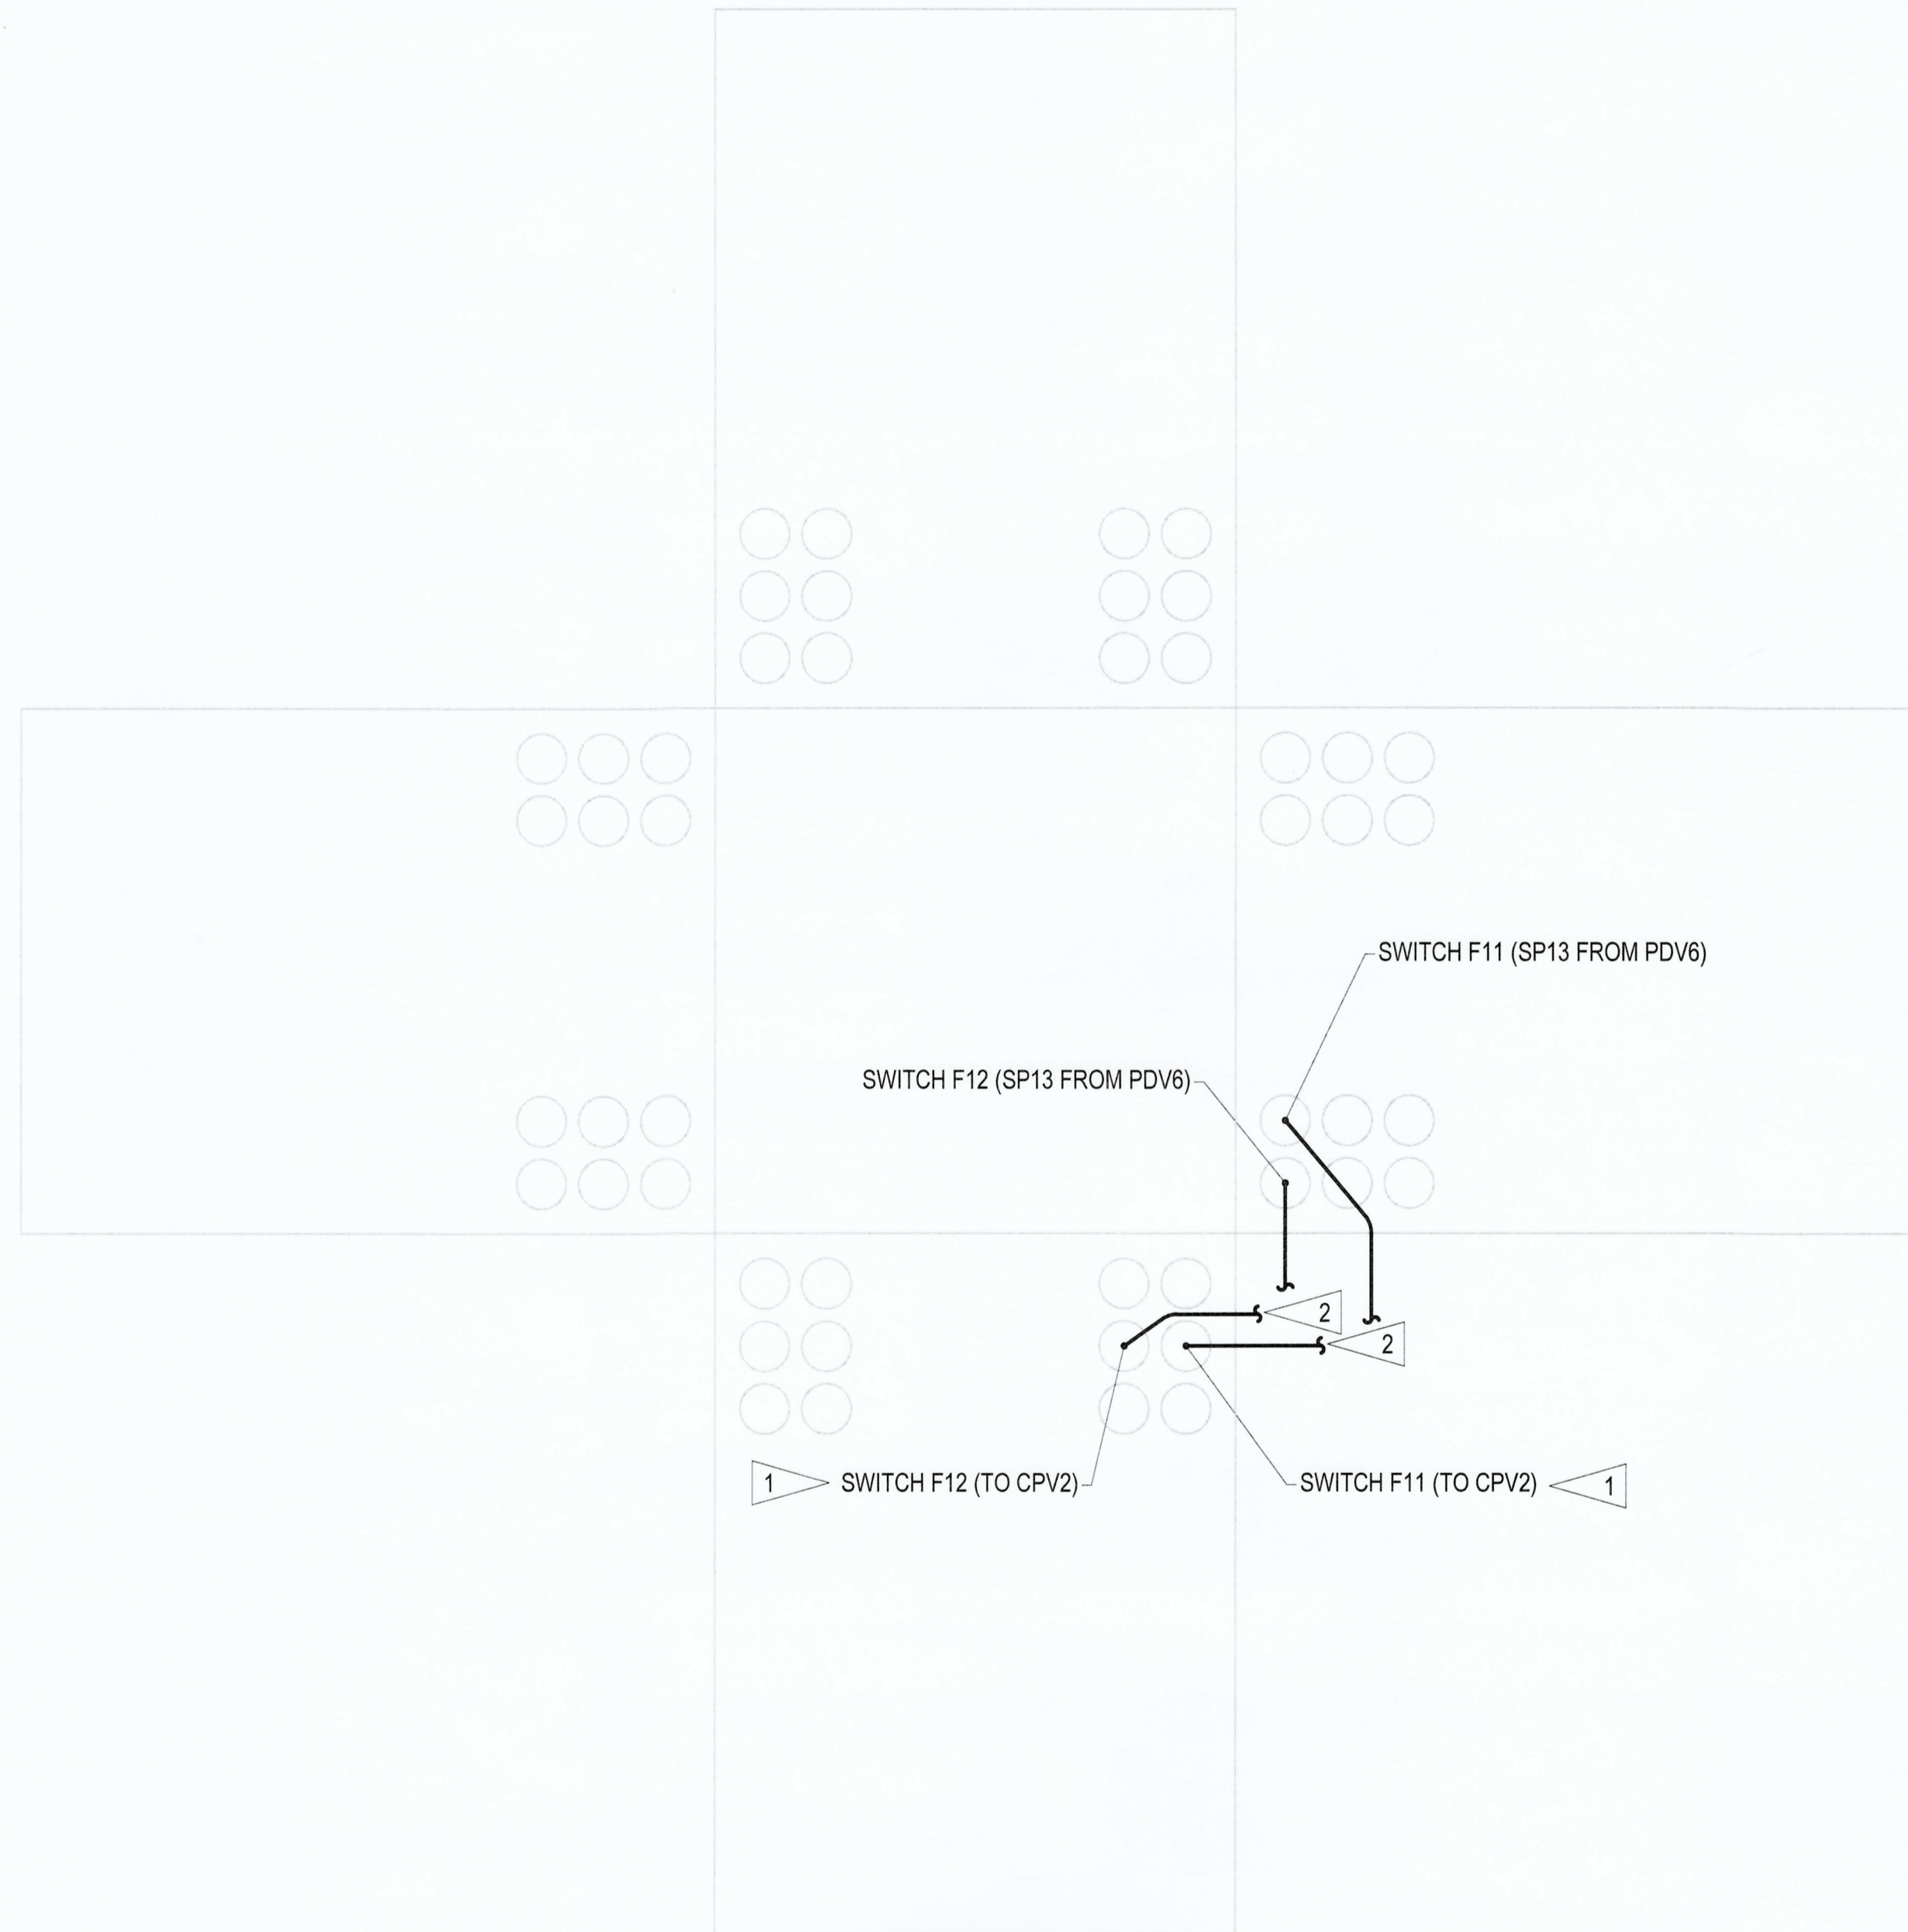 SWITCH F11 (SP13 FROM PDV6)
SWITCH F12 (SP13 FROM PDV6)
2
2
1 SWITCH F12 (TO CPV2)
SWITCH F11 (TO CPV2) 1